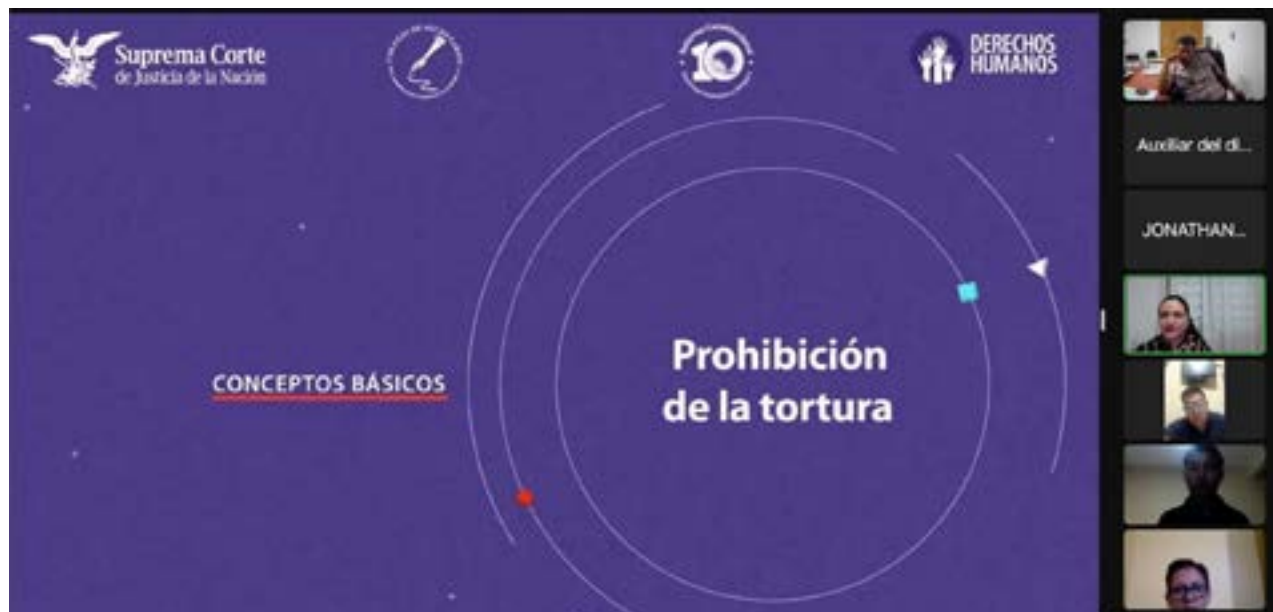 Suprema Corte
de Justicia de la Nación
10
DERECHOS
HUMANOS
CONCEPTOS BÁSICOS
Prohibición
de la tortura
Auxiliar del di...
JONATHAN...